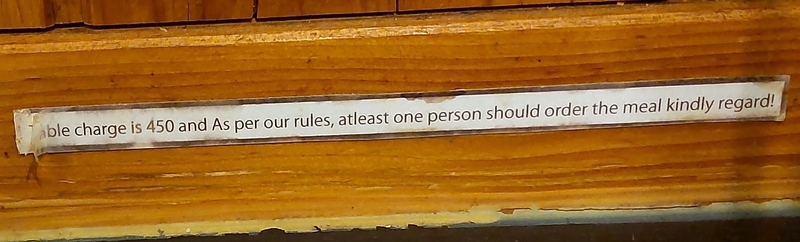 able charge is 450 and As per our rules, atleast one person should order the meal kindly regard!